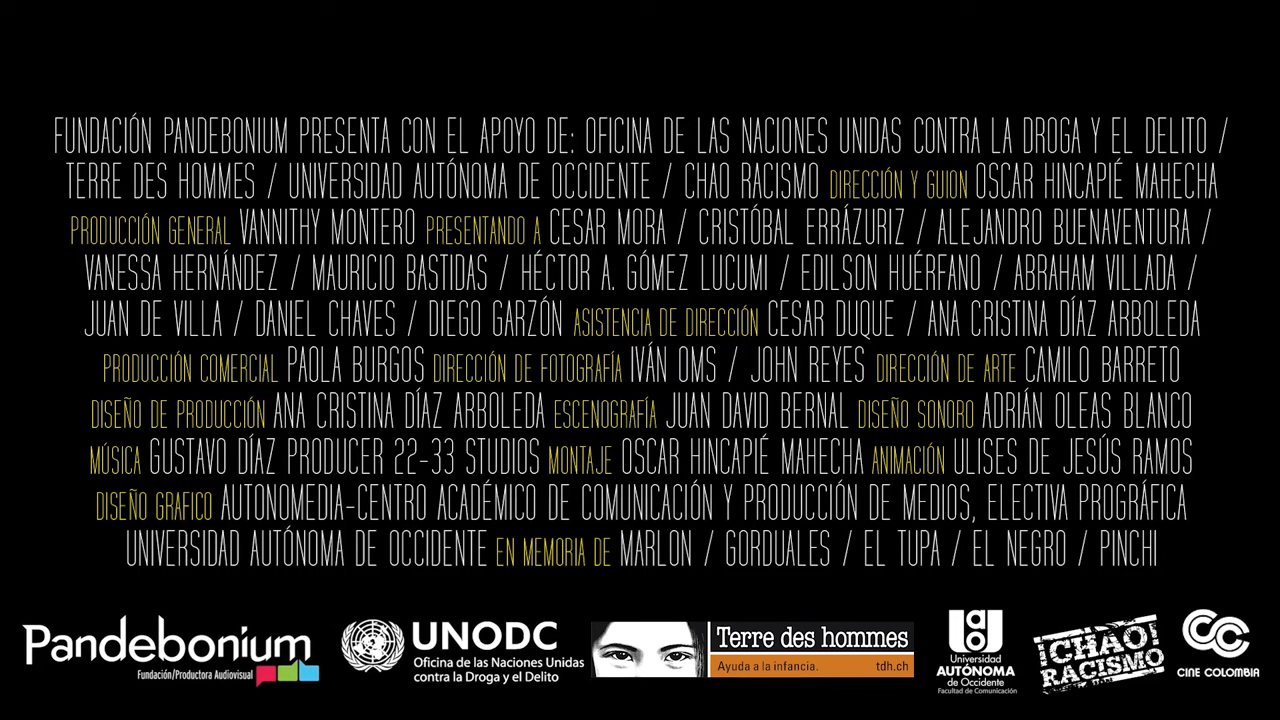 FUNDACIÓN PANDEBONIUM PRESENTA CON EL APOYO DE: OFICINA DE LAS NACIONES UNIDAS CONTRA LA DROGA Y EL DELITO /
TERRE DES HOMMES / UNIVERSIDAD AUTÓNOMA DE OCCIDENTE / CHAO RACISMO DIRECCIÓN Y GUION OSCAR HINCAPIÉ MAHECHA
PRODUCCIÓN GENERAL VANNITHY MONTERO PRESENTANDO A CESAR MORA / CRISTÓBAL ERRÁZURIZ / ALEJANDRO BUENAVENTURA /
VANESSA HERNÁNDEZ / MAURICIO BASTIDAS / HÉCTOR A. GÓMEZ LUCUMI / EDILSON HUÉRFANO / ABRAHAM VILLADA /
JUAN DE VILLA / DANIEL CHAVES / DIEGO GARZÓN ASISTENCIA DE DIRECCIÓN CESAR DUQUE / ANA CRISTINA DÍAZ ARBOLEDA
PRODUCCIÓN COMERCIAL PAOLA BURGOS DIRECCIÓN DE FOTOGRAFÍA IVÁN OMS / JOHN REYES DIRECCIÓN DE ARTE CAMILO BARRETO
DISEÑO DE PRODUCCIÓN ANA CRISTINA DÍAZ ARBOLEDA ESCENOGRAFÍA JUAN DAVID BERNAL DISEÑO SONORO ADRIÁN OLEAS BLANCO
MÚSICA GUSTAVO DÍAZ PRODUCER 22-33 STUDIOS MONTAJE OSCAR HINCAPIÉ MAHECHA ANIMACIÓN ULISES DE JESÚS RAMOS
DISEÑO GRAFICO AUTONOMEDIA-CENTRO ACADÉMICO DE COMUNICACIÓN Y PRODUCCIÓN DE MEDIOS, ELECTIVA PROGRÁFICA
UNIVERSIDAD AUTÓNOMA DE OCCIDENTE EN MEMORIA DE MARLON / GORDUALES / EL TUPA / EL NEGRO / PINCHI
Pandebonium
Fundación/Productora Audiovisual
UNODC
Oficina de las Naciones Unidas
contra la Droga y el Delito
Terre des hommes
Ayuda a la infancia. tdh.ch
Universidad
AUTÓNOMA
de Occidente
Facultad de Comunicación
¡CHAO!
RACISMO
CINE COLOMBIA